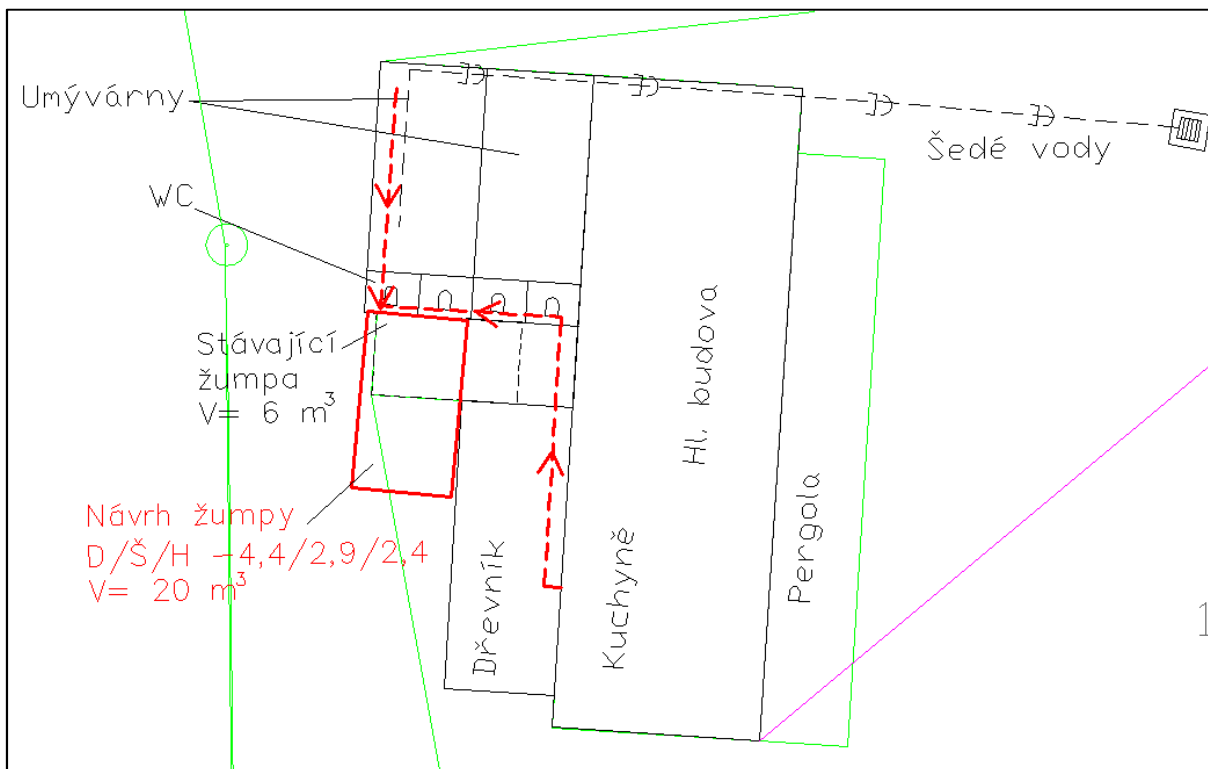 Umývárny
Šedé vody
WC
Stávající
žumpa
V= 6 m³
Návrh žumpy
D/Š/H -4,4/2,9/2,4
V= 20 m³
Dřevník
Kuchyně
Hl. budova
Pergola
1